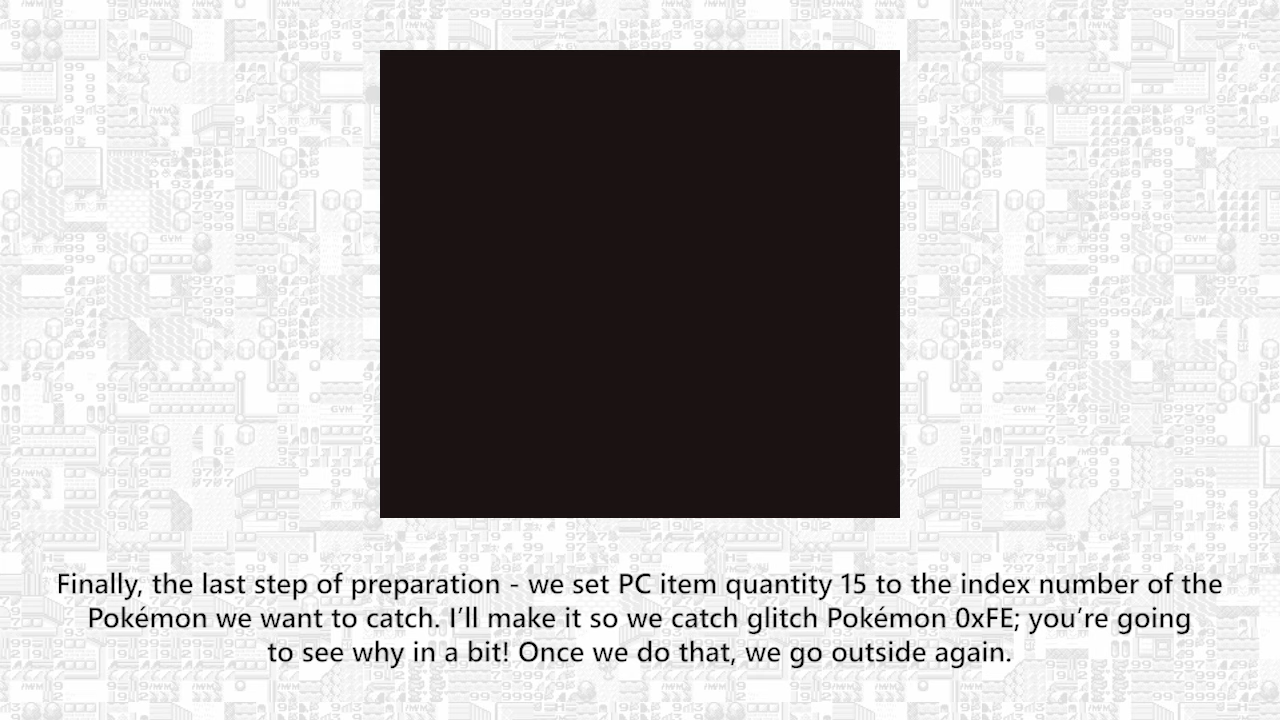 Finally, the last step of preparation - we set PC item quantity 15 to the index number of the
Pokémon we want to catch. I’ll make it so we catch glitch Pokémon 0xFE; you’re going
to see why in a bit! Once we do that, we go outside again.